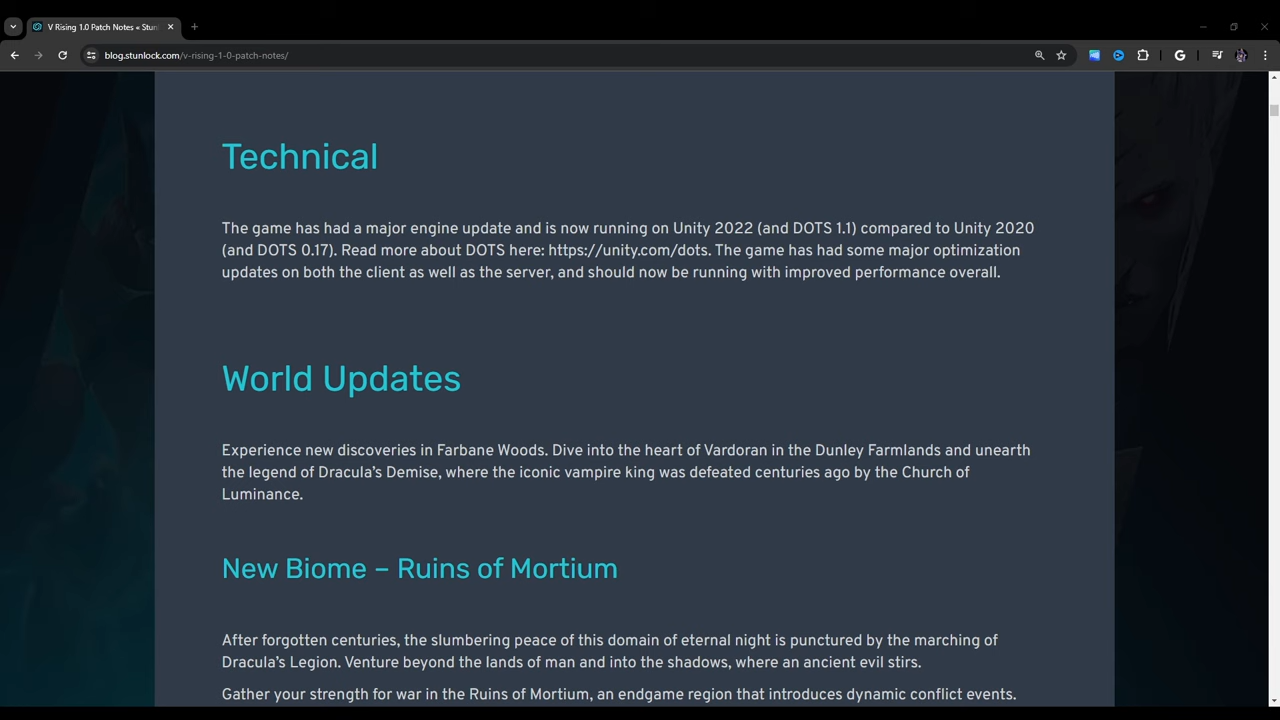 V Rising 1.0 Patch Notes « Stun
blog.stunlock.com/v-rising-1-0-patch-notes/
Technical
The game has had a major engine update and is now running on Unity 2022 (and DOTS 1.1) compared to Unity 2020
(and DOTS 0.17). Read more about DOTS here: https://unity.com/dots. The game has had some major optimization
updates on both the client as well as the server, and should now be running with improved performance overall.
World Updates
Experience new discoveries in Farbane Woods. Dive into the heart of Vardoran in the Dunley Farmlands and unearth
the legend of Dracula’s Demise, where the iconic vampire king was defeated centuries ago by the Church of
Luminance.
New Biome – Ruins of Mortium
After forgotten centuries, the slumbering peace of this domain of eternal night is punctured by the marching of
Dracula’s Legion. Venture beyond the lands of man and into the shadows, where an ancient evil stirs.
Gather your strength for war in the Ruins of Mortium, an endgame region that introduces dynamic conflict events.